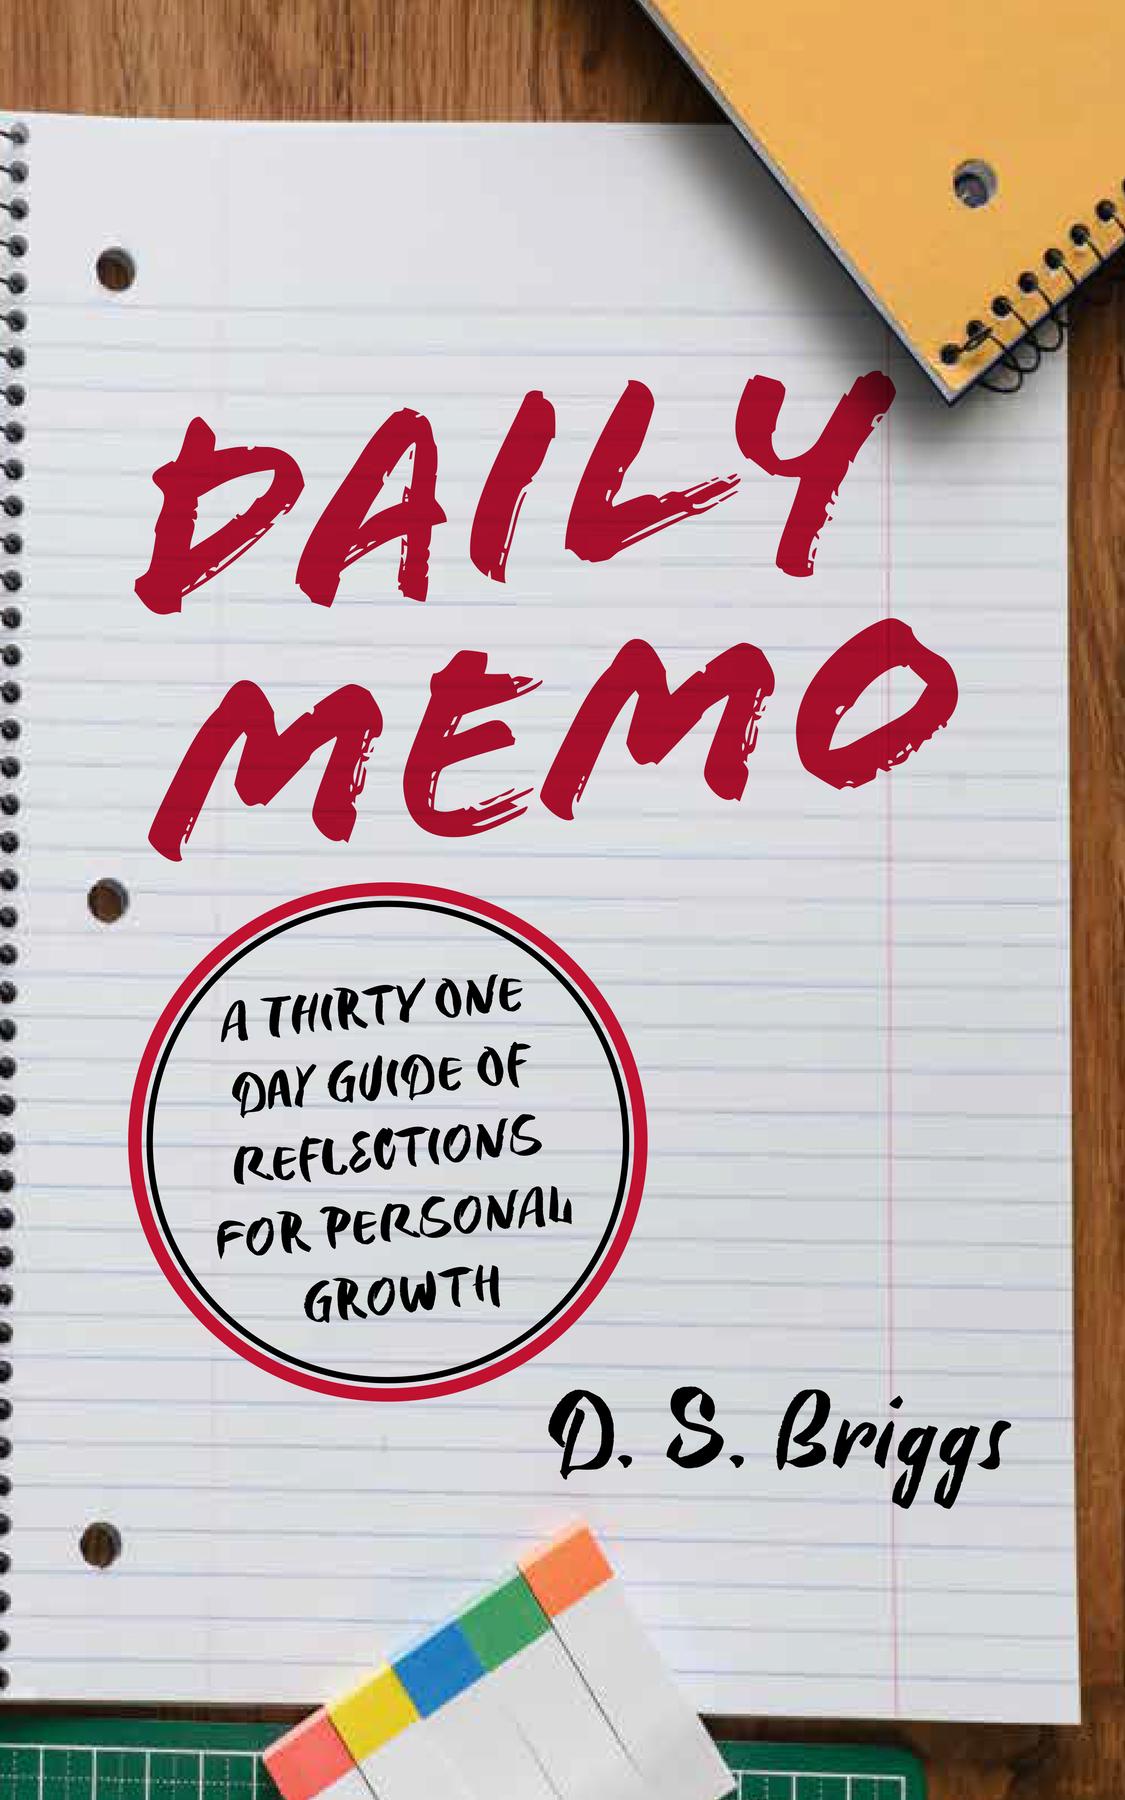 DAILY
MEMO
A THIRTY ONE
DAY GUIDE OF
REFLECTIONS
FOR PERSONAL
GROWTH
D. S. Briggs